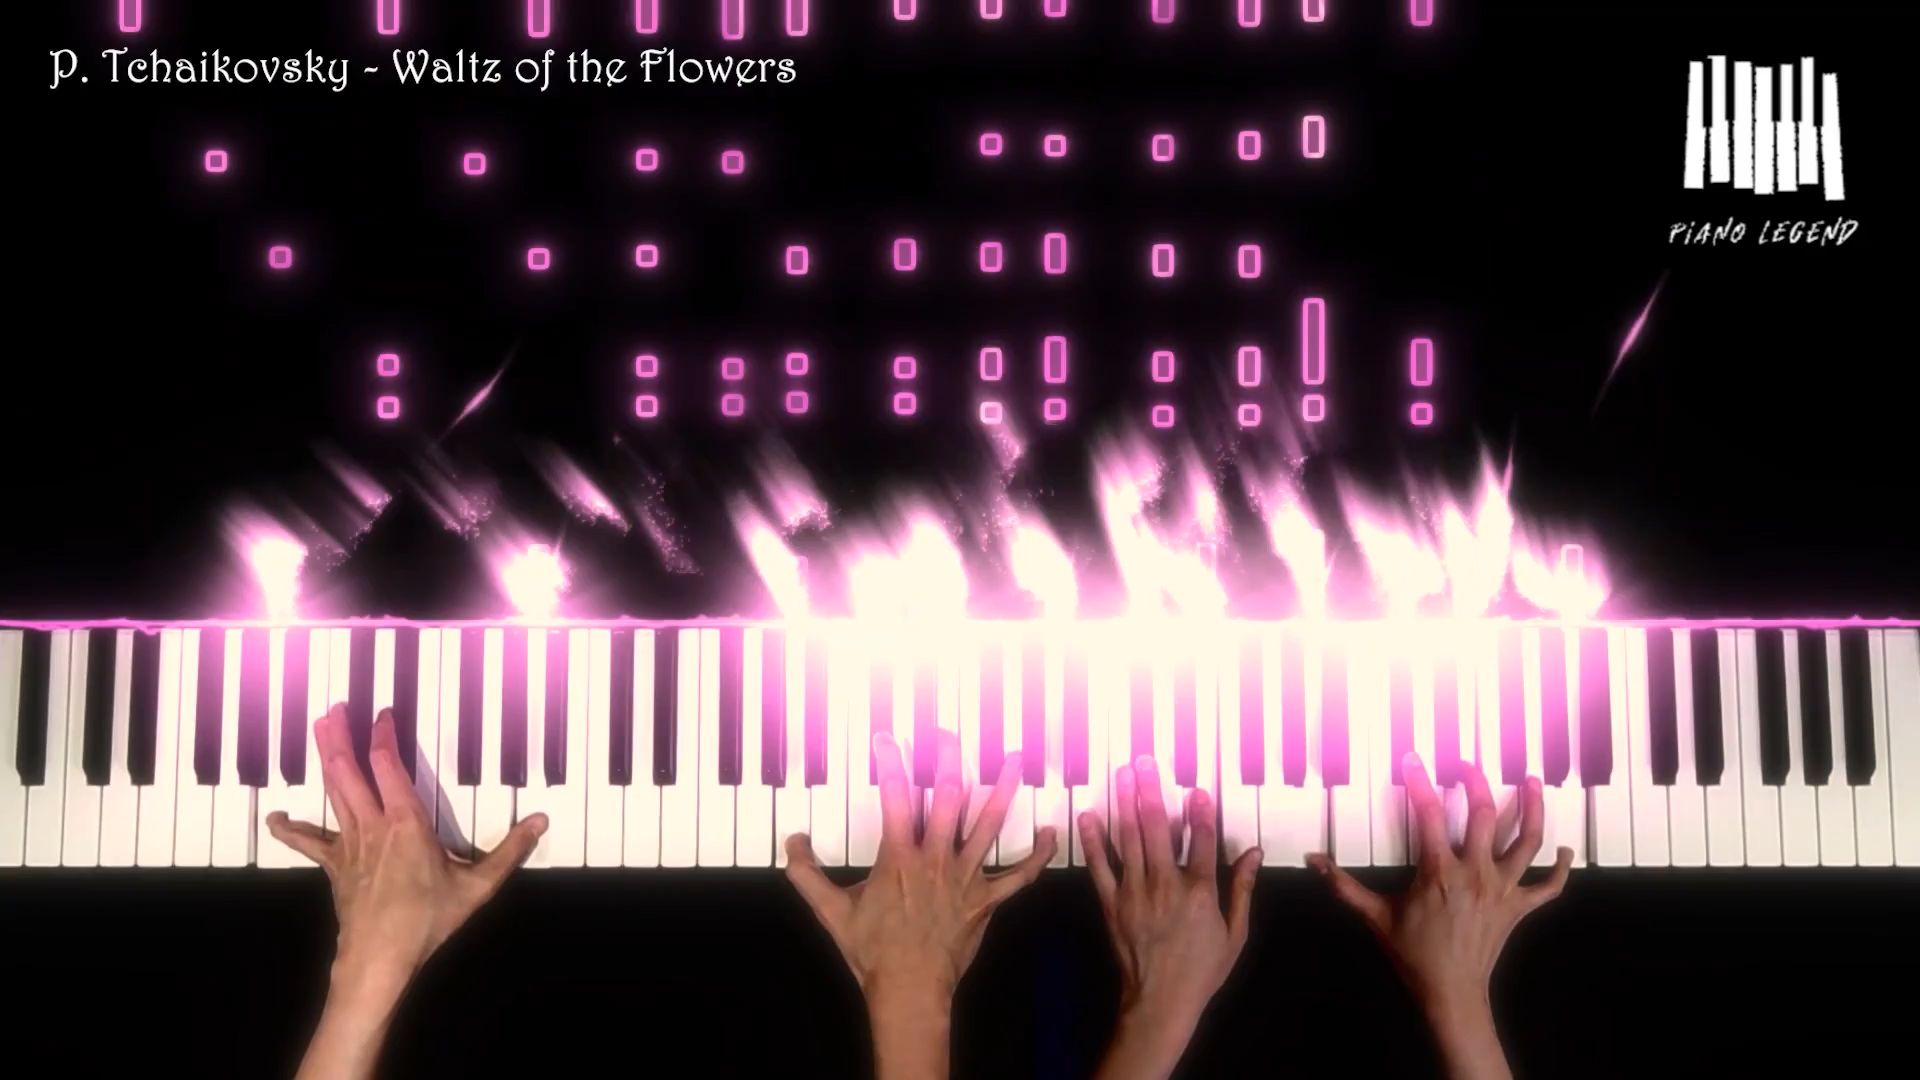 P. Tchaikovsky - Waltz of the Flowers
PIANO LEGEND